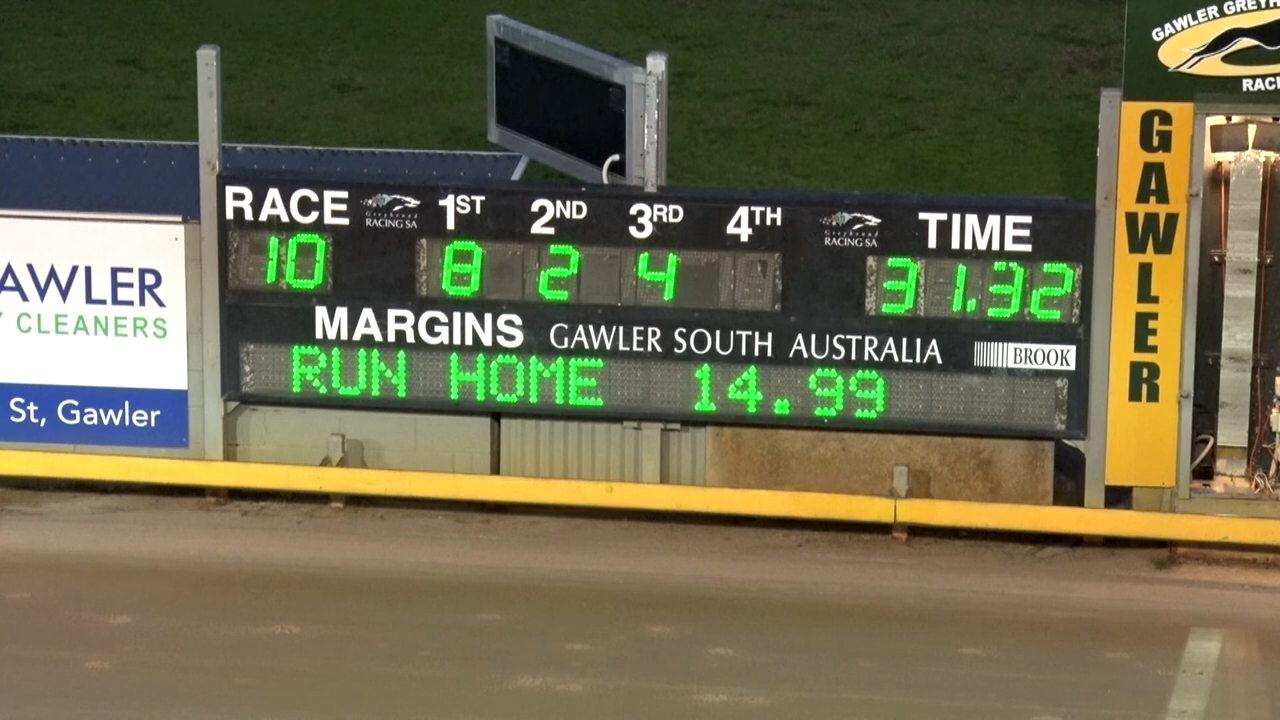 GAWLER GREYH
RACI
GAWLER
RACE
Greyhound
RACING SA
1ST
2ND
3RD
4TH
Greyhound
RACING SA
TIME
10
8
2
4
31.32
MARGINS
GAWLER SOUTH AUSTRALIA
BROOK
RUN HOME 14.99
AWLER
Y CLEANERS
St, Gawler